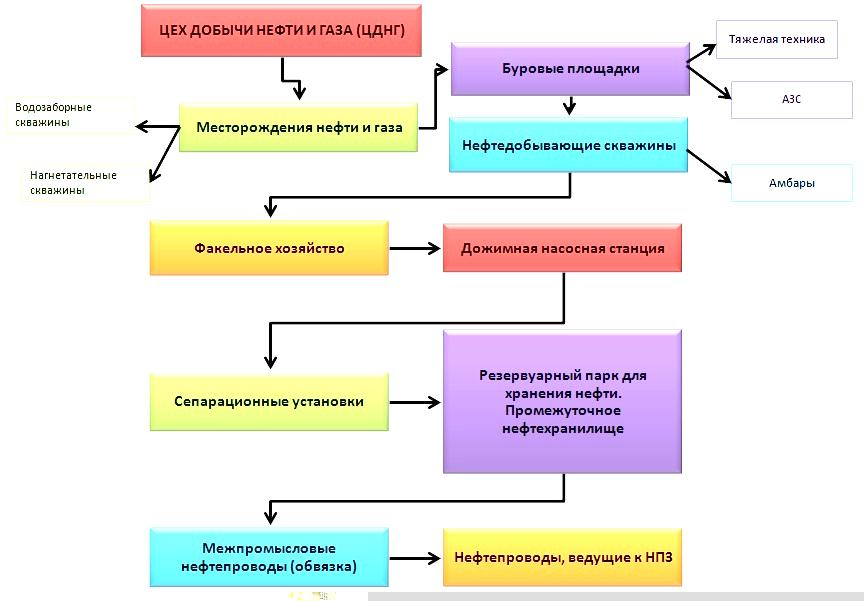 ЦЕХ ДОБЫЧИ НЕФТИ И ГАЗА (ЦДНГ)
Буровые площадки
Тяжелая техника
АЗС
Водозаборные
скважины
Месторождения нефти и газа
Нефтедобывающие скважины
Нагнетательные
скважины
Амбары
Факельное хозяйство
Дожимная насосная станция
Сепарационные установки
Резервуарный парк для
хранения нефти.
Промежуточное
нефтехранилище
Межпромысловые
нефтепроводы (обвязка)
Нефтепроводы, ведущие к НПЗ